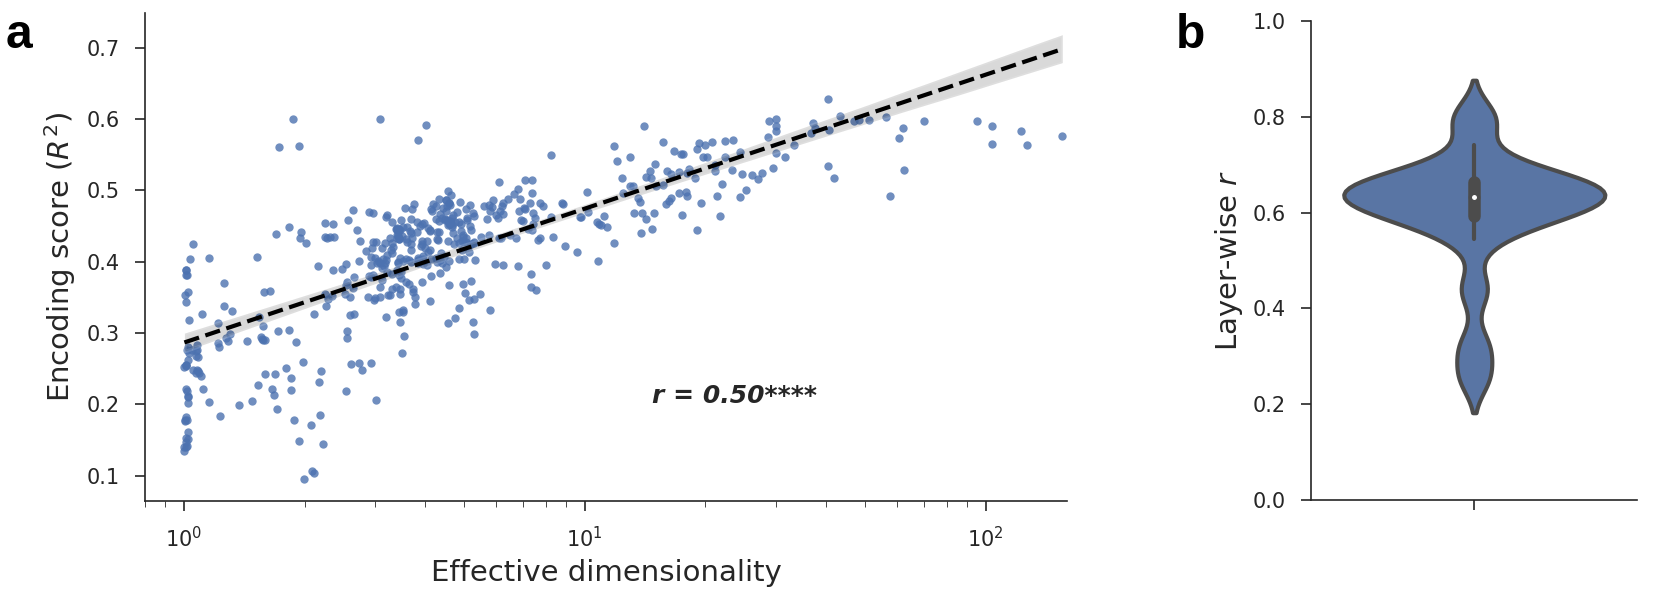 a
0.7
0.6
0.5
0.4
0.3
0.2
0.1
Encoding score (R²)
r = 0.50****
10⁰
10¹
10²
Effective dimensionality
b
1.0
0.8
0.6
0.4
0.2
0.0
Layer-wise r